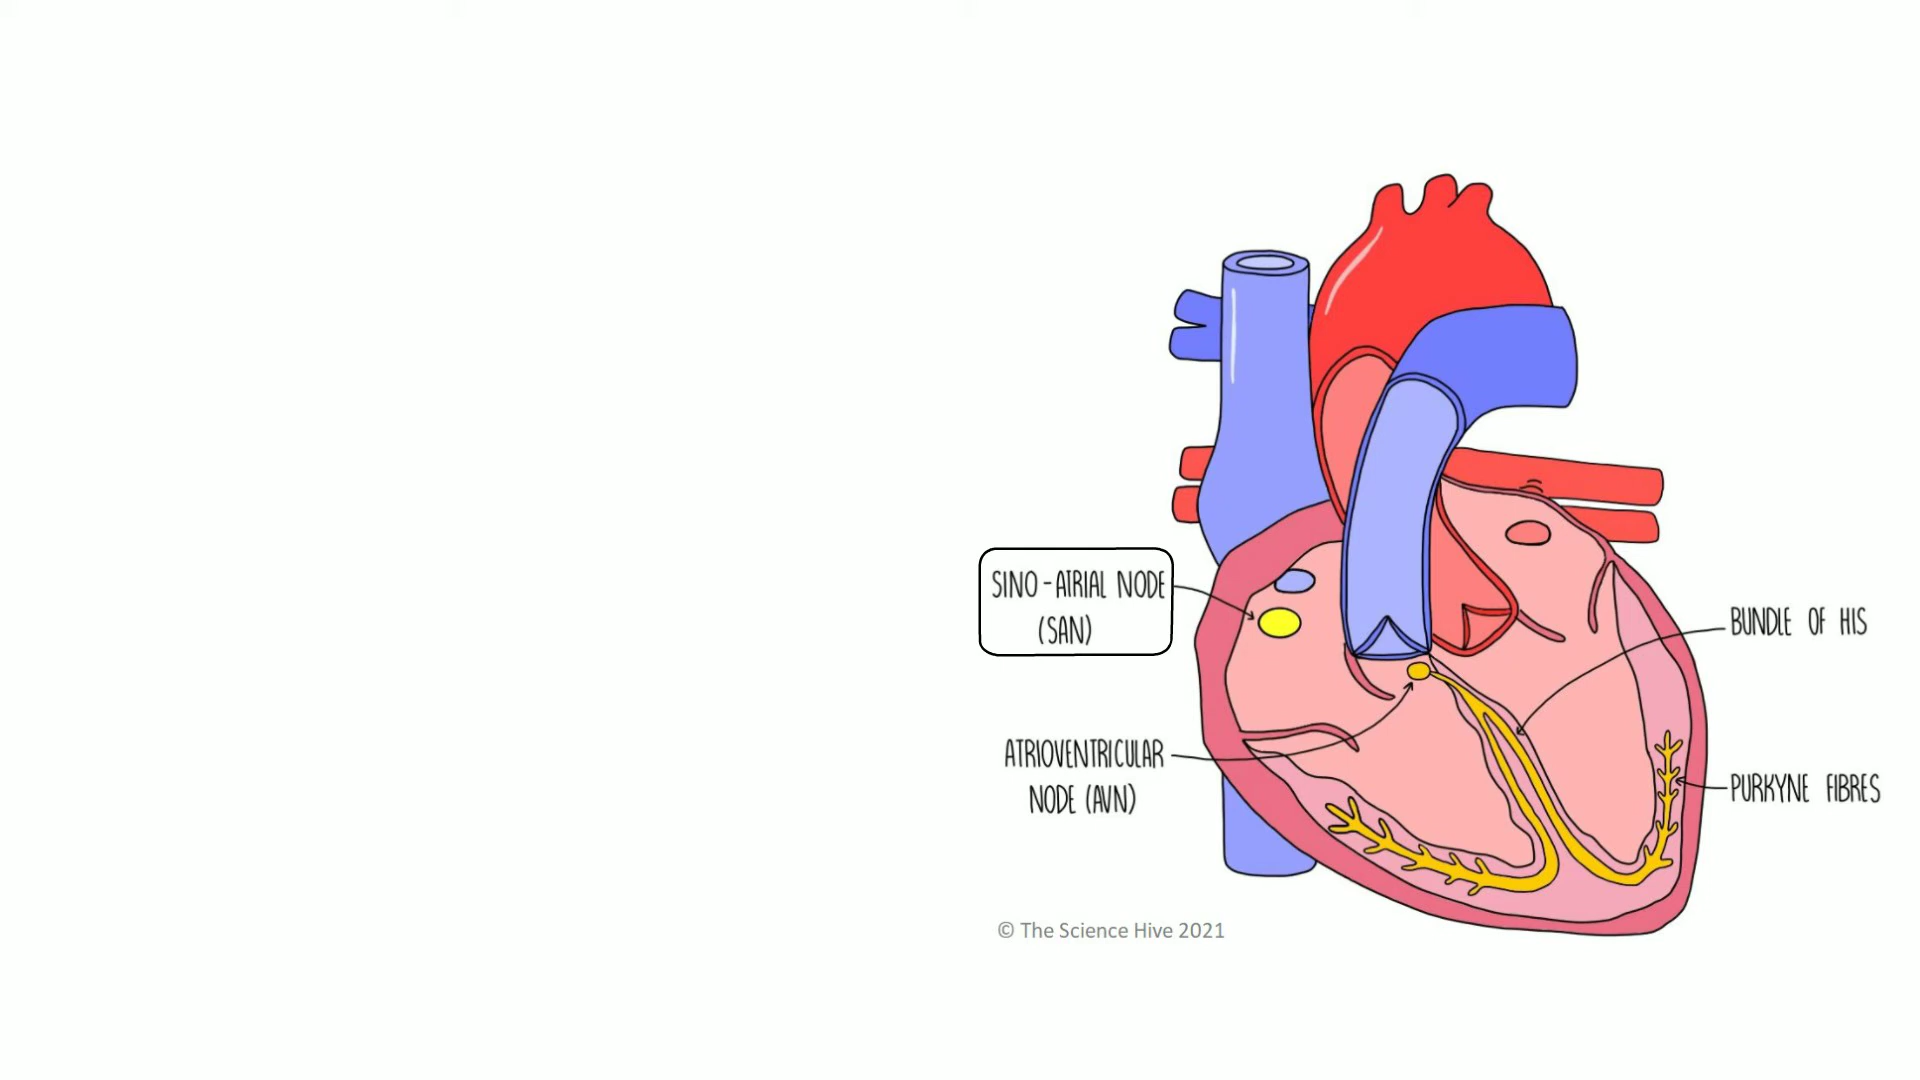 SINO-ATRIAL NODE
(SAN)
BUNDLE OF HIS
ATRIOVENTRICULAR
NODE (AVN)
PURKYNE FIBRES
© The Science Hive 2021